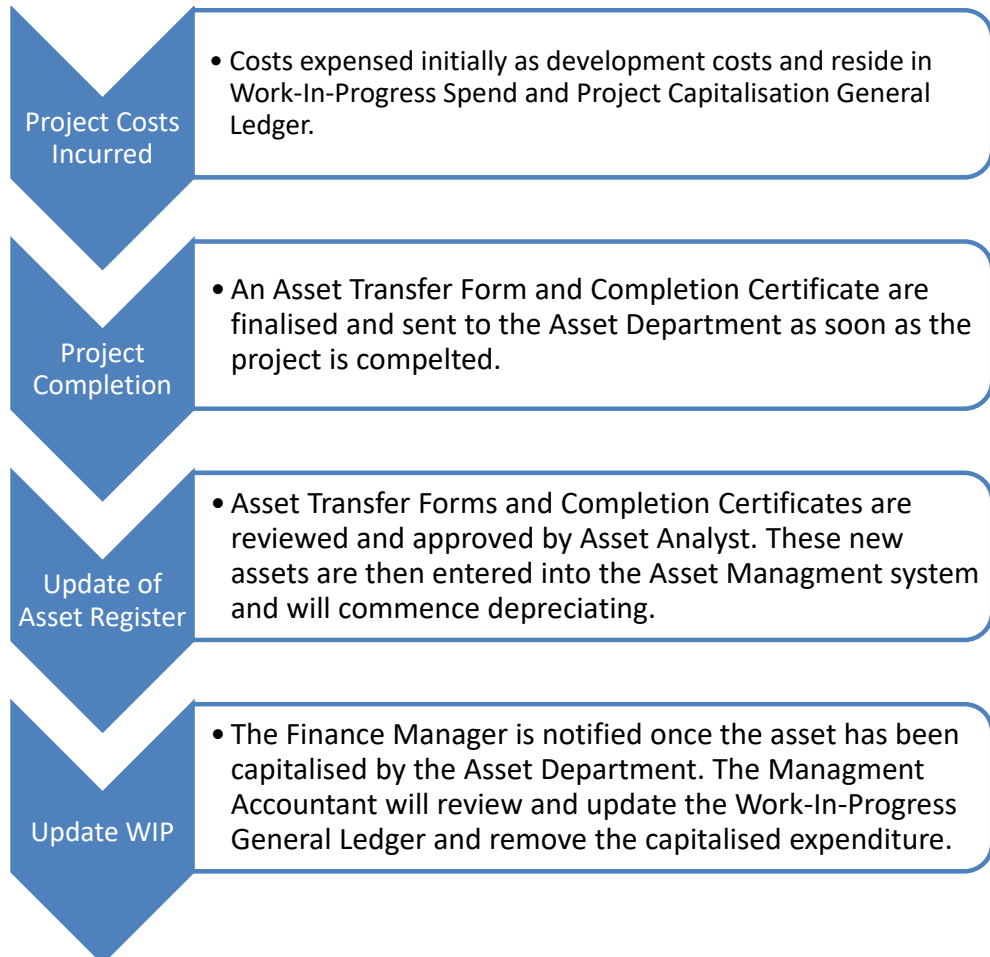 Project Costs
Incurred
• Costs expensed initially as development costs and reside in
Work-In-Progress Spend and Project Capitalisation General
Ledger.
Project
Completion
• An Asset Transfer Form and Completion Certificate are
finalised and sent to the Asset Department as soon as the
project is compelted.
Update of
Asset Register
• Asset Transfer Forms and Completion Certificates are
reviewed and approved by Asset Analyst. These new
assets are then entered into the Asset Managment system
and will commence depreciating.
Update WIP
• The Finance Manager is notified once the asset has been
capitalised by the Asset Department. The Managment
Accountant will review and update the Work-In-Progress
General Ledger and remove the capitalised expenditure.